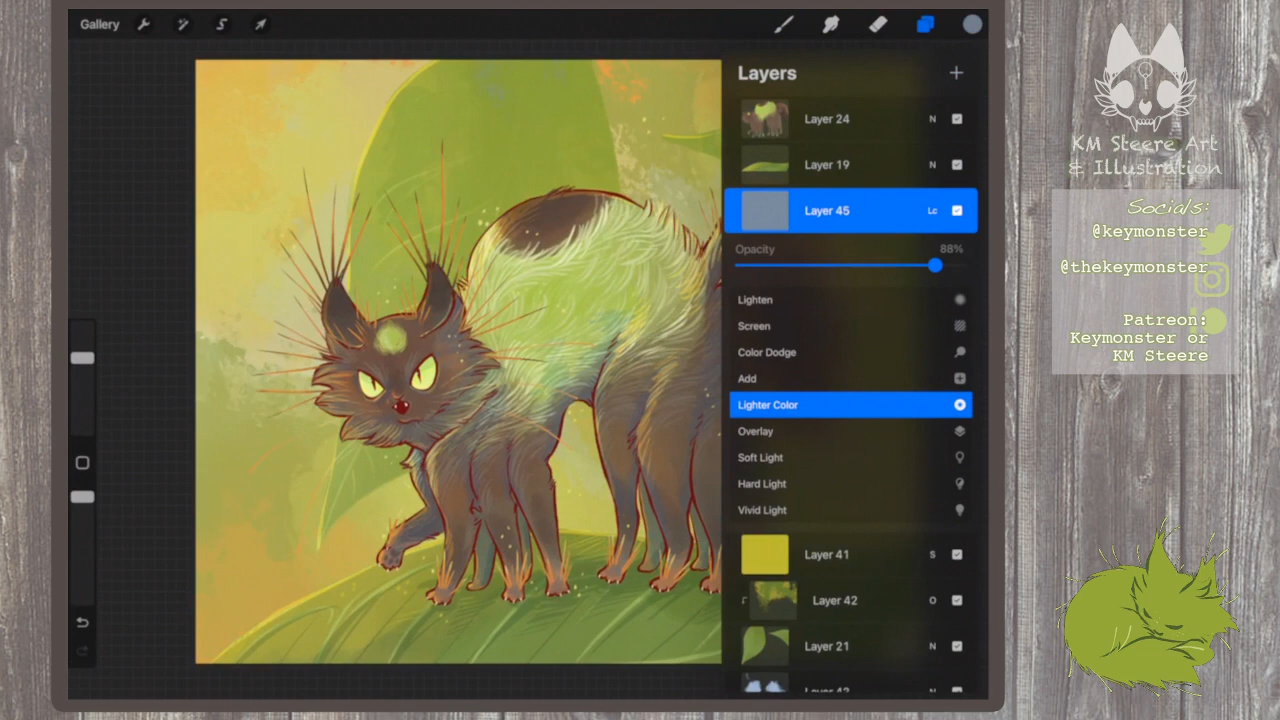 Gallery
Layers
Layer 24 N
Layer 19 N
Layer 45 Lc
Opacity 88%
Lighten
Screen
Color Dodge
Add
Lighter Color
Overlay
Soft Light
Hard Light
Vivid Light
Layer 41 S
Layer 42 O
Layer 21 N
KM Steere Art
& Illustration
Socials:
@keymonster
@thekeymonster
Patreon:
Keymonster or
KM Steere